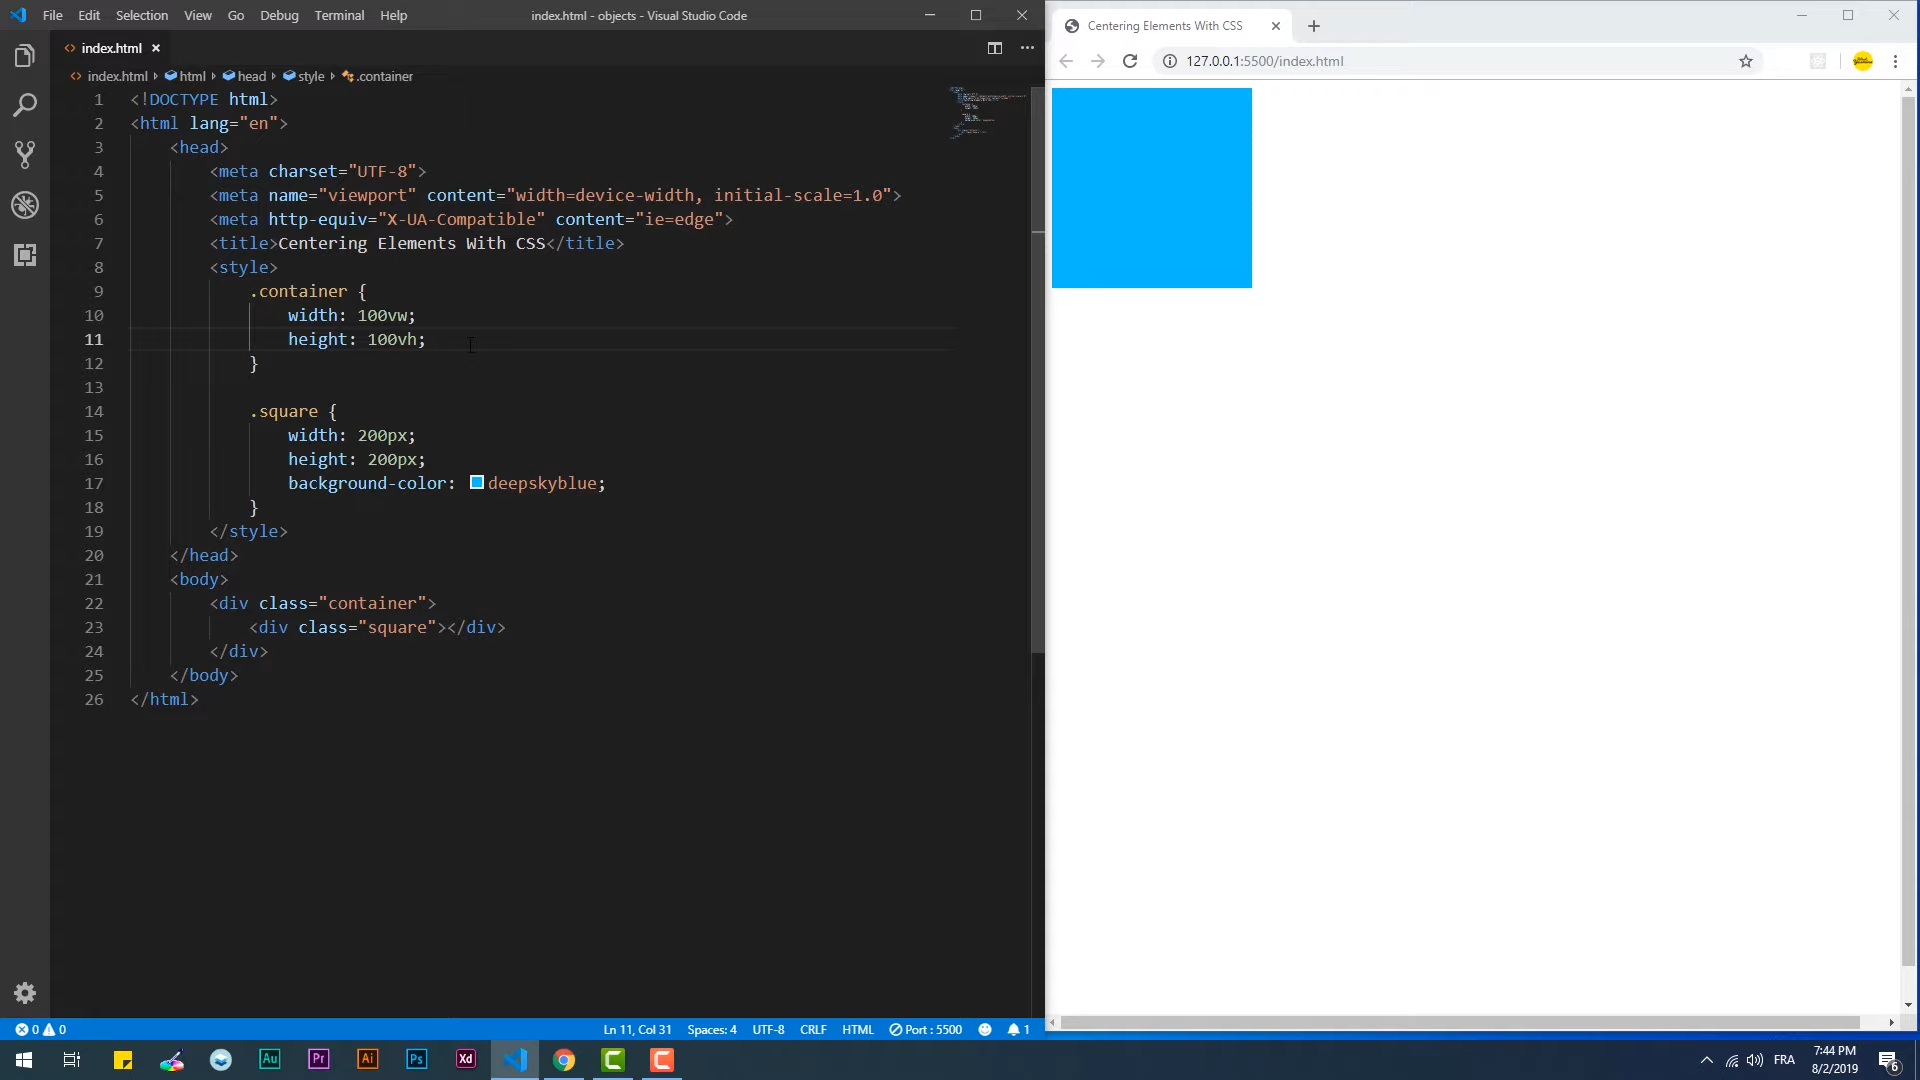 File Edit Selection View Go Debug Terminal Help
index.html - objects - Visual Studio Code
index.html
index.html › html › head › style › .container
1 <!DOCTYPE html>
2 <html lang="en">
3 <head>
4 <meta charset="UTF-8">
5 <meta name="viewport" content="width=device-width, initial-scale=1.0">
6 <meta http-equiv="X-UA-Compatible" content="ie=edge">
7 <title>Centering Elements With CSS</title>
8 <style>
9 .container {
10 width: 100vw;
11 height: 100vh;
12 }
13
14 .square {
15 width: 200px;
16 height: 200px;
17 background-color: deepskyblue;
18 }
19 </style>
20 </head>
21 <body>
22 <div class="container">
23 <div class="square"></div>
24 </div>
25 </body>
26 </html>
0 0
Ln 11, Col 31 Spaces: 4 UTF-8 CRLF HTML Port : 5500 1
Centering Elements With CSS
127.0.0.1:5500/index.html
Au Pr Ai Ps Xd
FRA
7:44 PM
8/2/2019
6